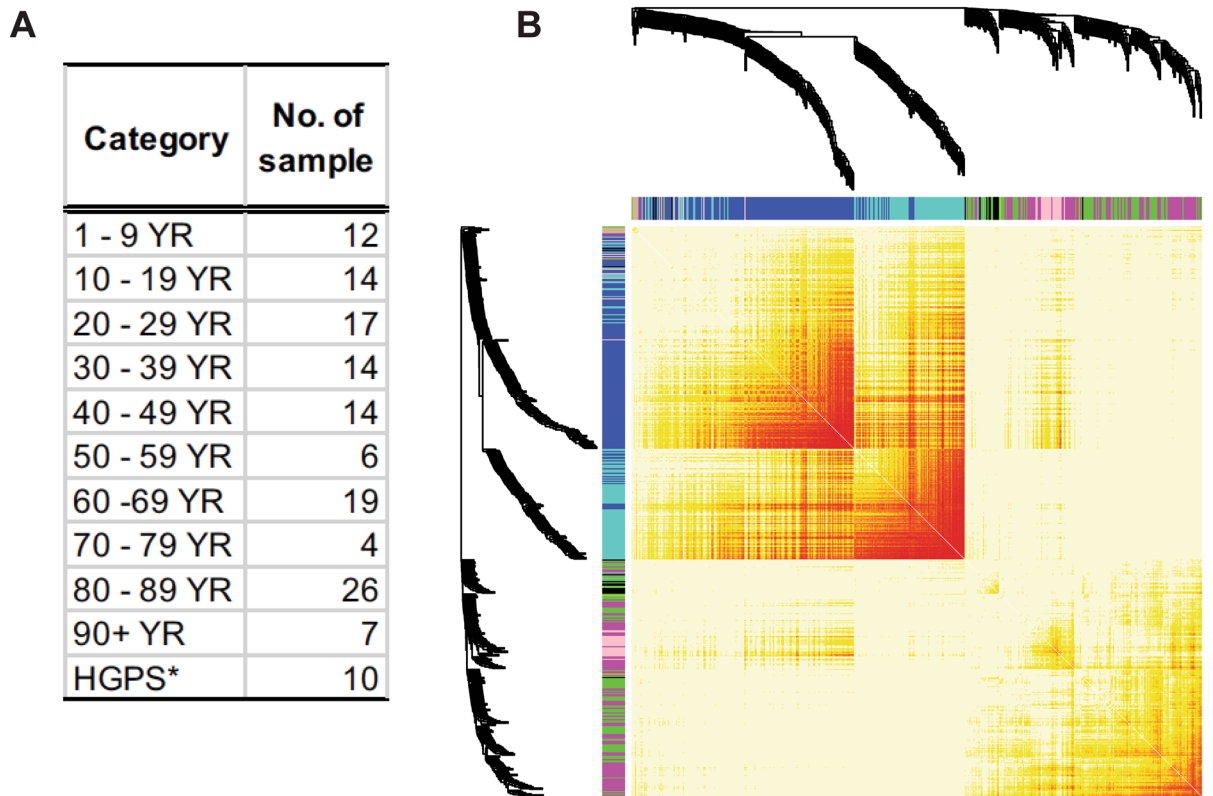 A
B
Category No. of sample
1 - 9 YR 12
10 - 19 YR 14
20 - 29 YR 17
30 - 39 YR 14
40 - 49 YR 14
50 - 59 YR 6
60 -69 YR 19
70 - 79 YR 4
80 - 89 YR 26
90+ YR 7
HGPS* 10